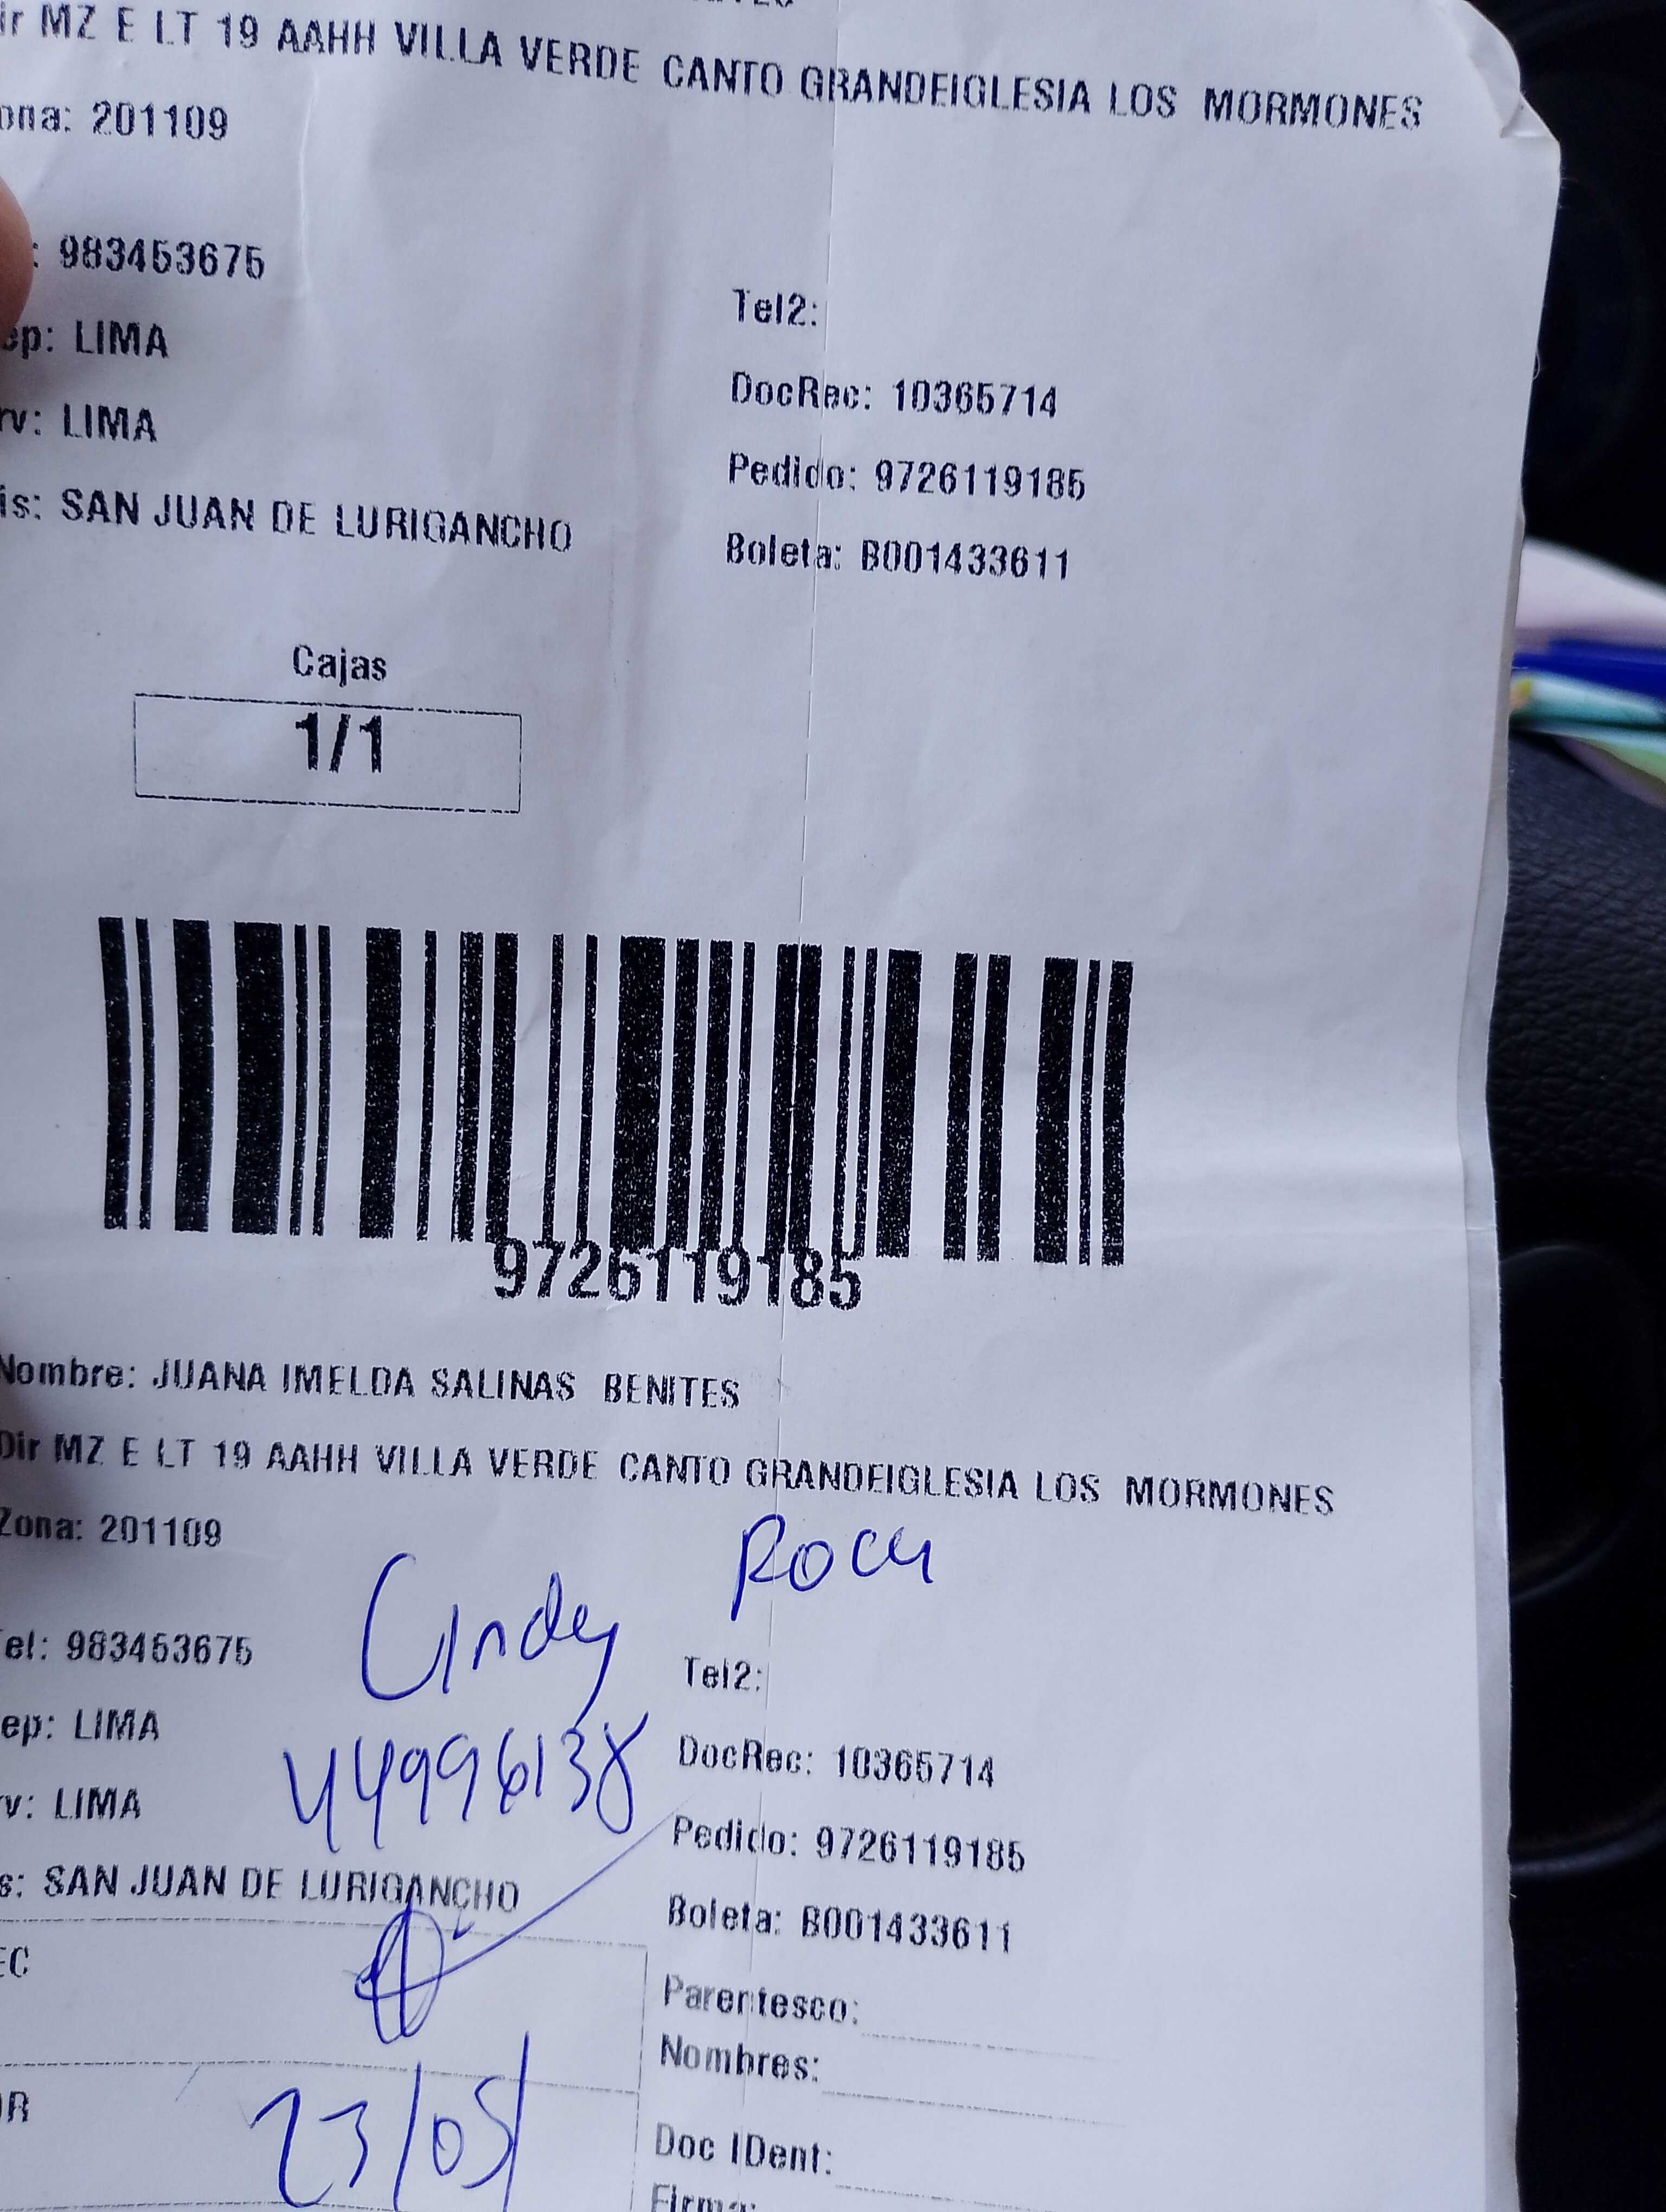 ir MZ E LT 19 AAHH VILLA VERDE CANTO GRANDEIGLESIA LOS MORMONES
ona: 201109
: 983453675
Tel2:
ep: LIMA
DocRec: 10365714
rv: LIMA
Pedido: 9726119185
is: SAN JUAN DE LURIGANCHO
Boleta: B001433611
Cajas
1/1
9726119185
Nombre: JUANA IMELDA SALINAS BENITES
Dir MZ E LT 19 AAHH VILLA VERDE CANTO GRANDEIGLESIA LOS MORMONES
Zona: 201109
Cindy Roca
Tel: 983453675
Tel2:
ep: LIMA
44996138
DocRec: 10365714
v: LIMA
Pedido: 9726119185
s: SAN JUAN DE LURIGANCHO
Boleta: B001433611
EC
Parentesco:
Nombres:
OR
23/05/
Doc IDent:
Firma: